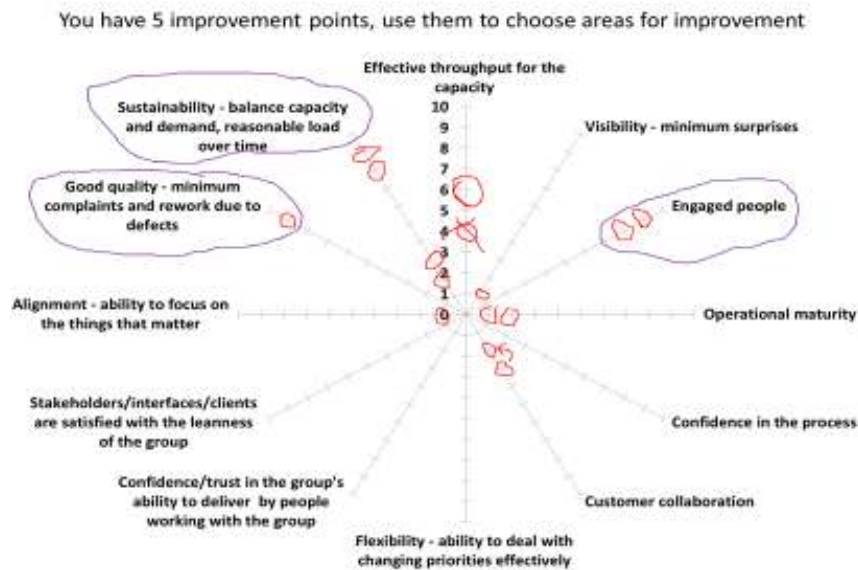 You have 5 improvement points, use them to choose areas for improvement
Effective throughput for the
capacity
Sustainability - balance capacity
and demand, reasonable load
over time
10
9
8
7
6
5
4
3
2
1
0
Visibility - minimum surprises
Good quality - minimum
complaints and rework due to
defects
Engaged people
Alignment - ability to focus on
the things that matter
Operational maturity
Stakeholders/interfaces/clients
are satisfied with the leanness
of the group
Confidence in the process
Confidence/trust in the group's
ability to deliver by people
working with the group
Customer collaboration
Flexibility - ability to deal with
changing priorities effectively